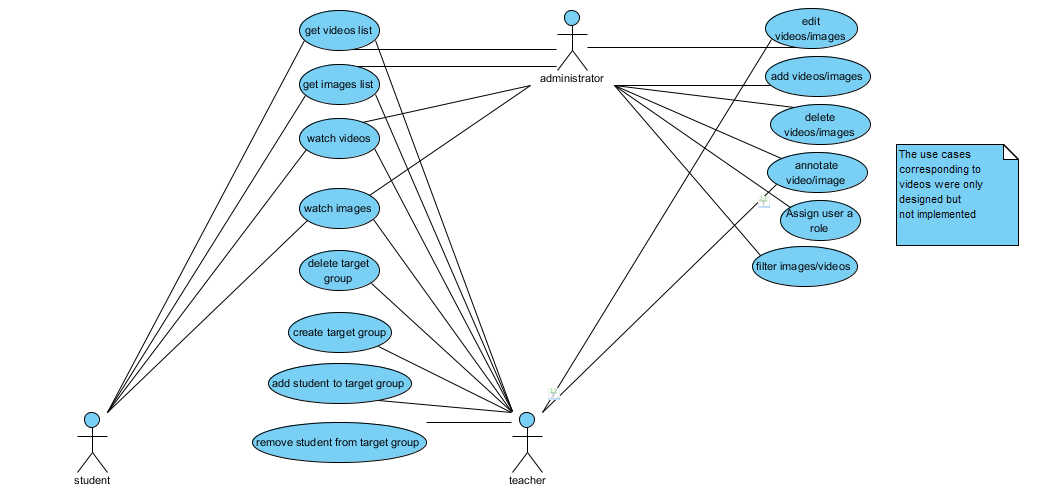 get videos list
get images list
watch videos
watch images
delete target
group
create target group
add student to target group
remove student from target group
student
teacher
administrator
edit
videos/images
add videos/images
delete
videos/images
annotate
video/image
Assign user a
role
filter images/videos
The use cases
corresponding to
videos were only
designed but
not implemented